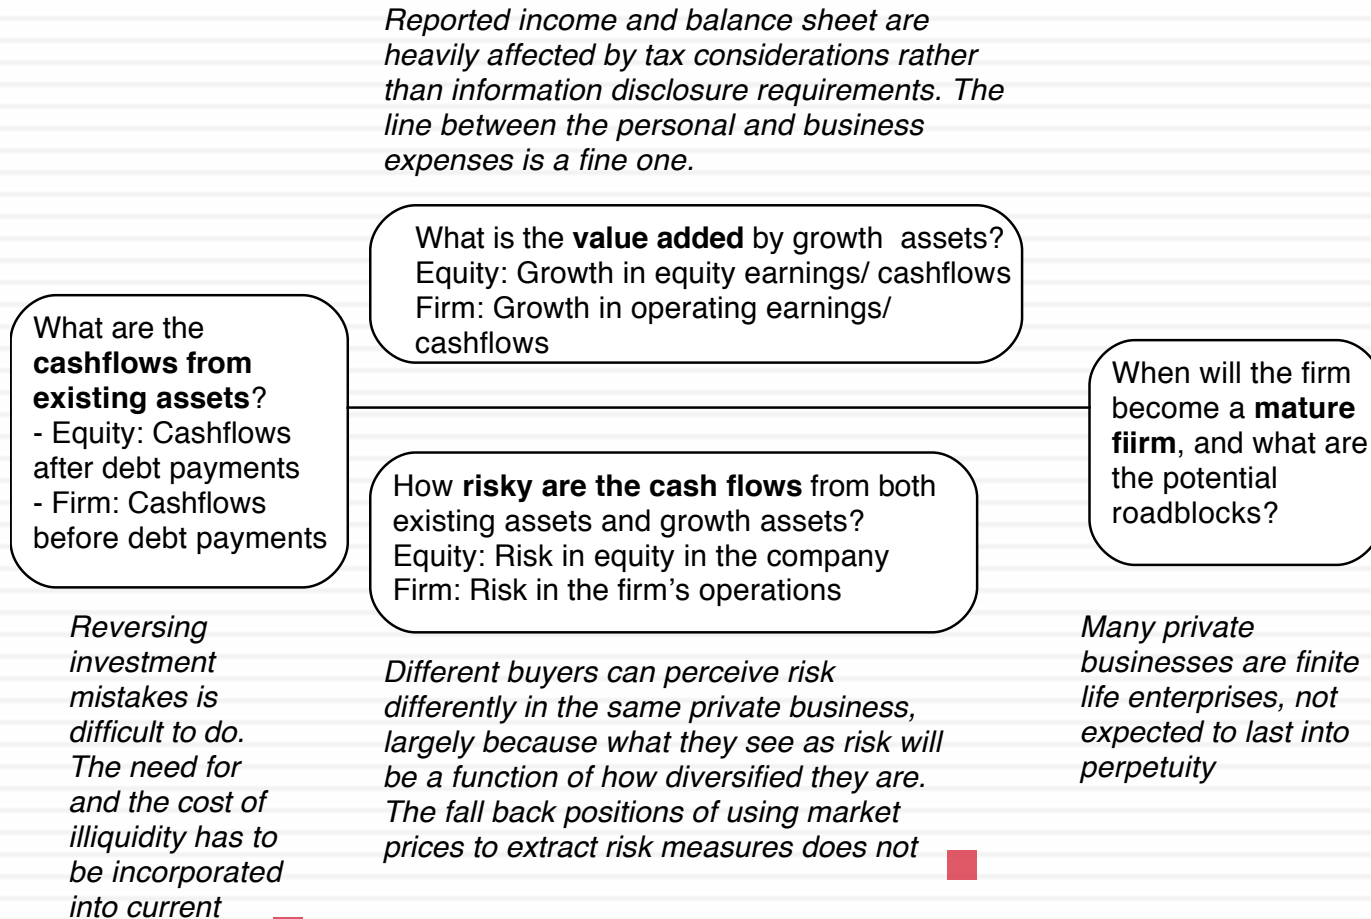 Reported income and balance sheet are
heavily affected by tax considerations rather
than information disclosure requirements. The
line between the personal and business
expenses is a fine one.
What is the value added by growth  assets?
Equity: Growth in equity earnings/ cashflows
Firm: Growth in operating earnings/
cashflows
What are the
cashflows from
existing assets?
- Equity: Cashflows
after debt payments
- Firm: Cashflows
before debt payments
How risky are the cash flows from both
existing assets and growth assets?
Equity: Risk in equity in the company
Firm: Risk in the firm's operations
When will the firm
become a mature
fiirm, and what are
the potential
roadblocks?
Reversing
investment
mistakes is
difficult to do.
The need for
and the cost of
illiquidity has to
be incorporated
into current
Different buyers can perceive risk
differently in the same private business,
largely because what they see as risk will
be a function of how diversified they are.
The fall back positions of using market
prices to extract risk measures does not
Many private
businesses are finite
life enterprises, not
expected to last into
perpetuity